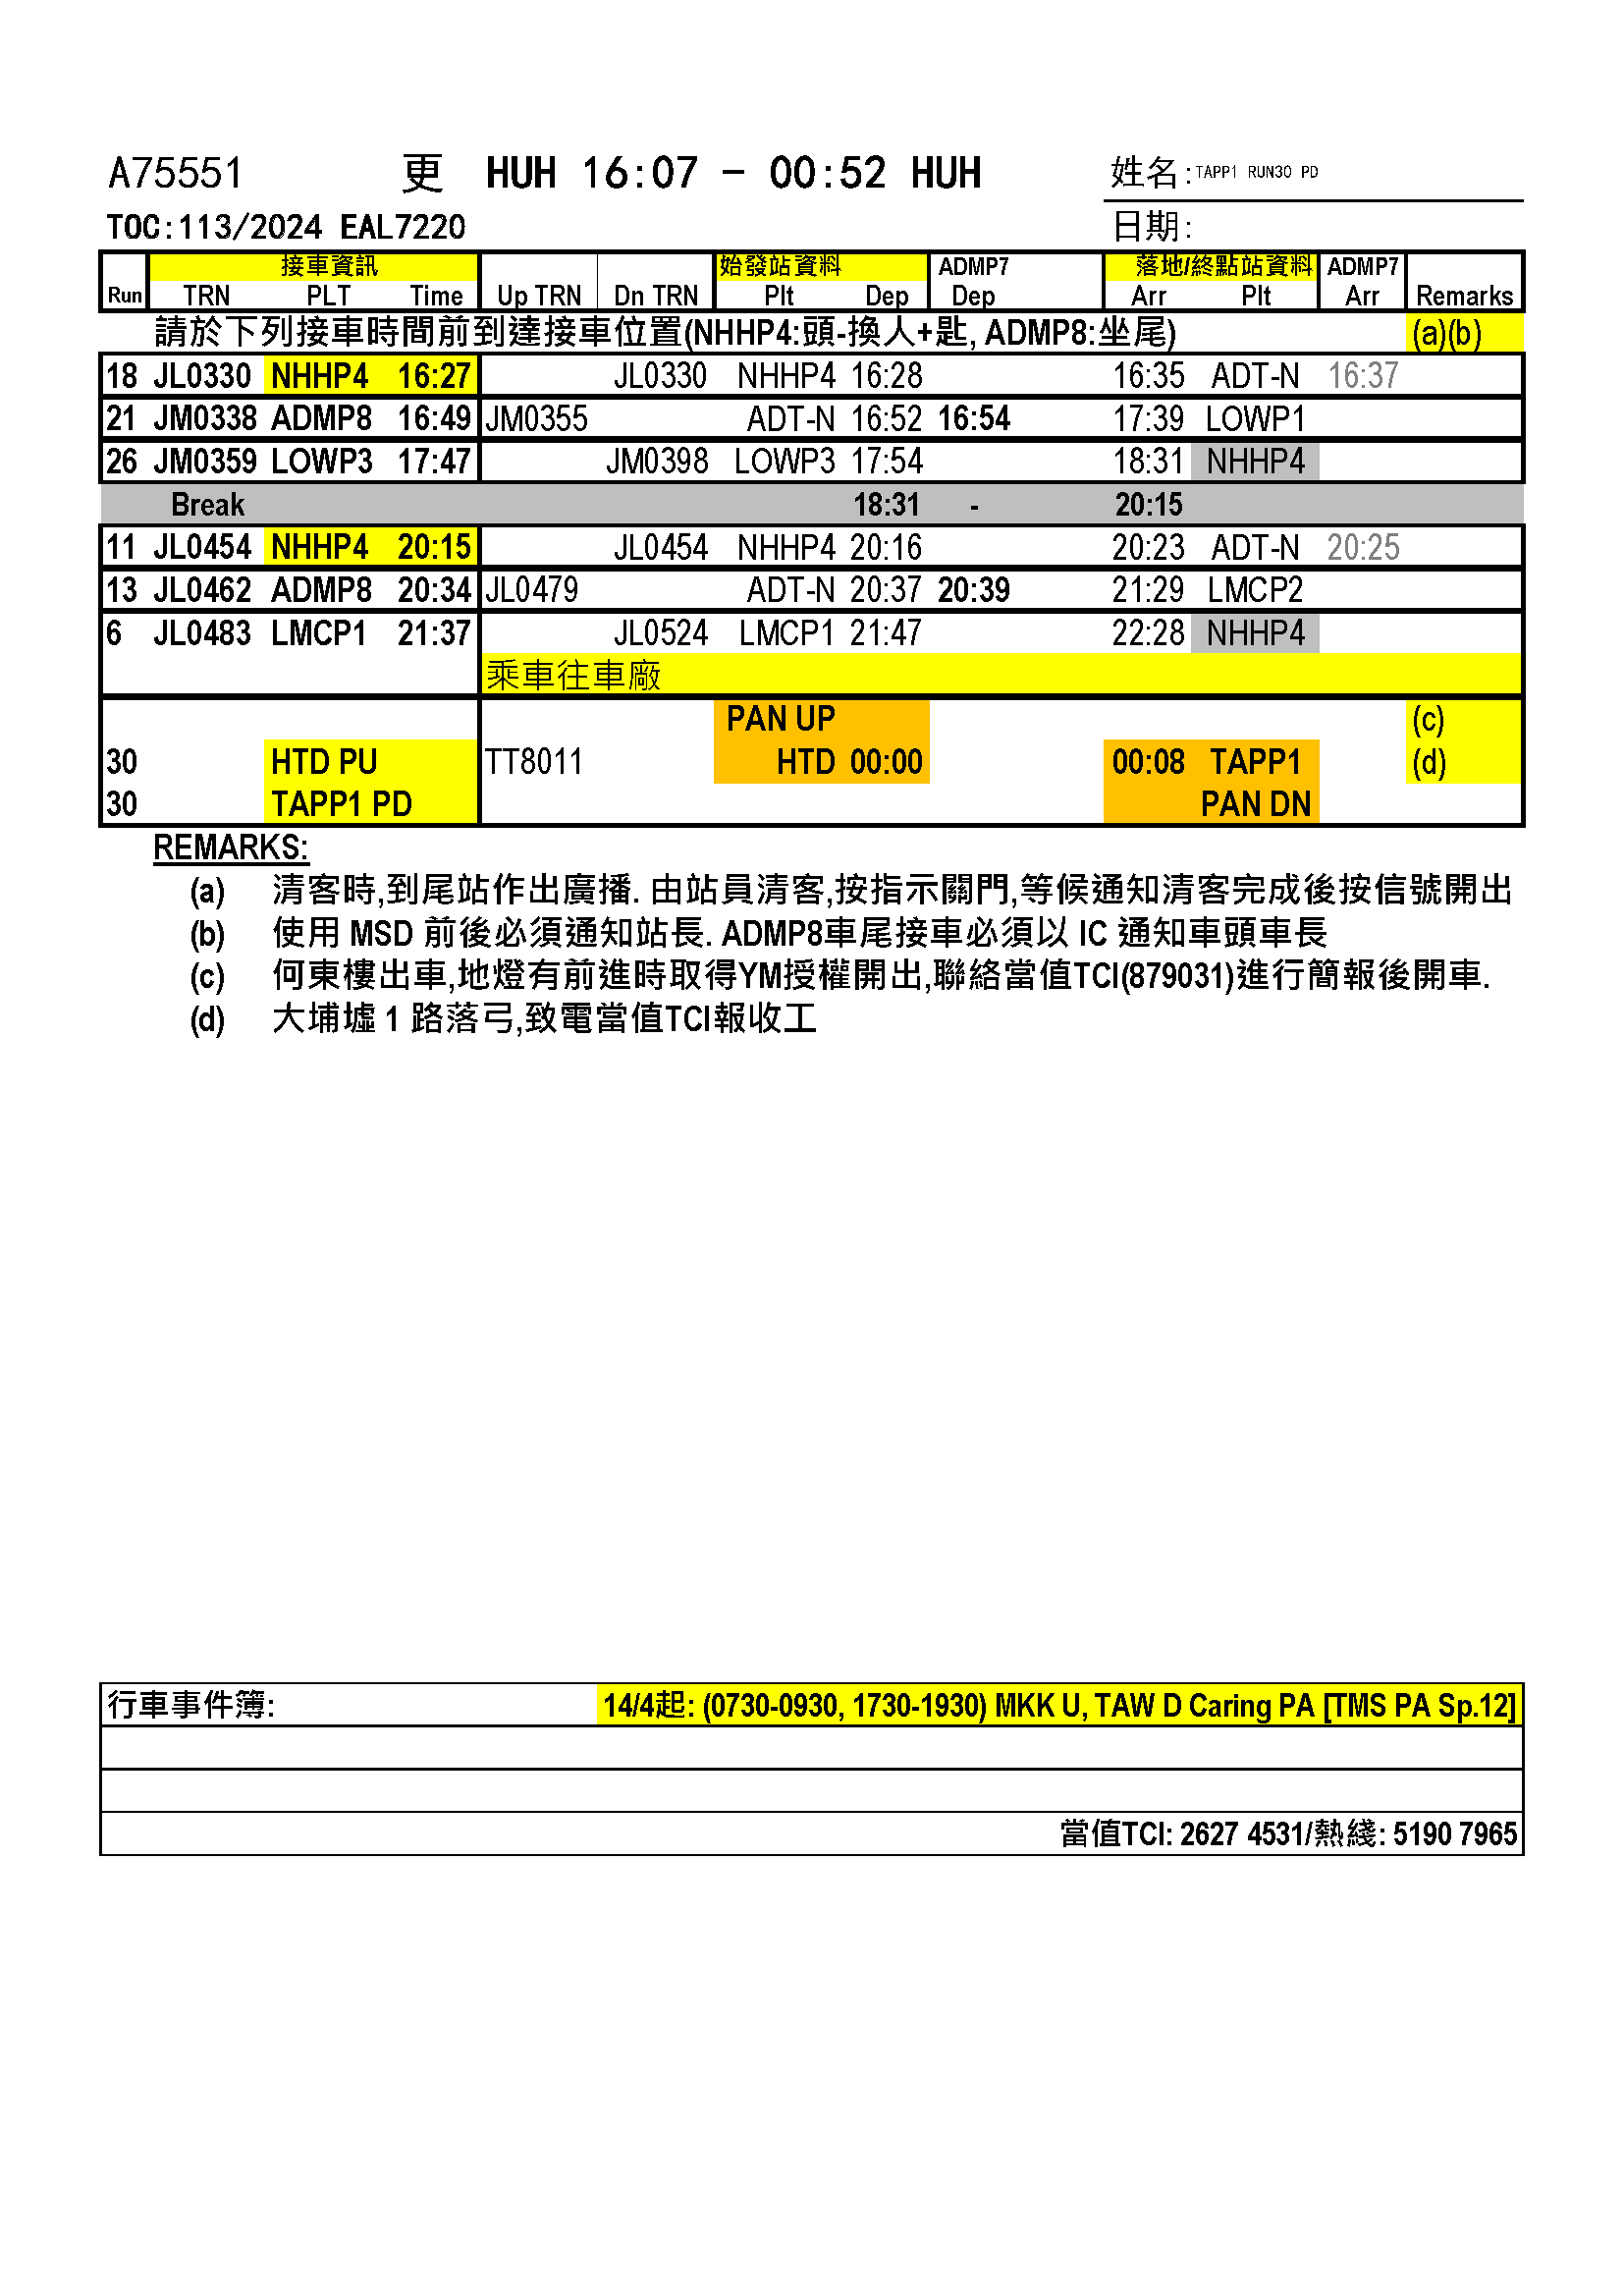 A75551 更 HUH 16:07 - 00:52 HUH 姓名:TAPP1 RUN30 PD
TOC:113/2024 EAL7220 日期:
接車資訊 始發站資料 ADMP7 落地/終點站資料 ADMP7
Run TRN PLT Time Up TRN Dn TRN Plt Dep Dep Arr Plt Arr Remarks
請於下列接車時間前到達接車位置(NHHP4:頭-換人+匙, ADMP8:坐尾) (a)(b)
18 JL0330 NHHP4 16:27 JL0330 NHHP4 16:28 16:35 ADT-N 16:37
21 JM0338 ADMP8 16:49 JM0355 ADT-N 16:52 16:54 17:39 LOWP1
26 JM0359 LOWP3 17:47 JM0398 LOWP3 17:54 18:31 NHHP4
Break 18:31 - 20:15
11 JL0454 NHHP4 20:15 JL0454 NHHP4 20:16 20:23 ADT-N 20:25
13 JL0462 ADMP8 20:34 JL0479 ADT-N 20:37 20:39 21:29 LMCP2
6 JL0483 LMCP1 21:37 JL0524 LMCP1 21:47 22:28 NHHP4
乘車往車廠
PAN UP (c)
30 HTD PU TT8011 HTD 00:00 00:08 TAPP1 (d)
30 TAPP1 PD PAN DN
REMARKS:
(a) 清客時,到尾站作出廣播. 由站員清客,按指示關門,等候通知清客完成後按信號開出
(b) 使用 MSD 前後必須通知站長. ADMP8車尾接車必須以 IC 通知車頭車長
(c) 何東樓出車,地燈有前進時取得YM授權開出,聯絡當值TCI(879031)進行簡報後開車.
(d) 大埔墟 1 路落弓,致電當值TCI報收工
行車事件簿: 14/4起: (0730-0930, 1730-1930) MKK U, TAW D Caring PA [TMS PA Sp.12]
當值TCI: 2627 4531/熱綫: 5190 7965